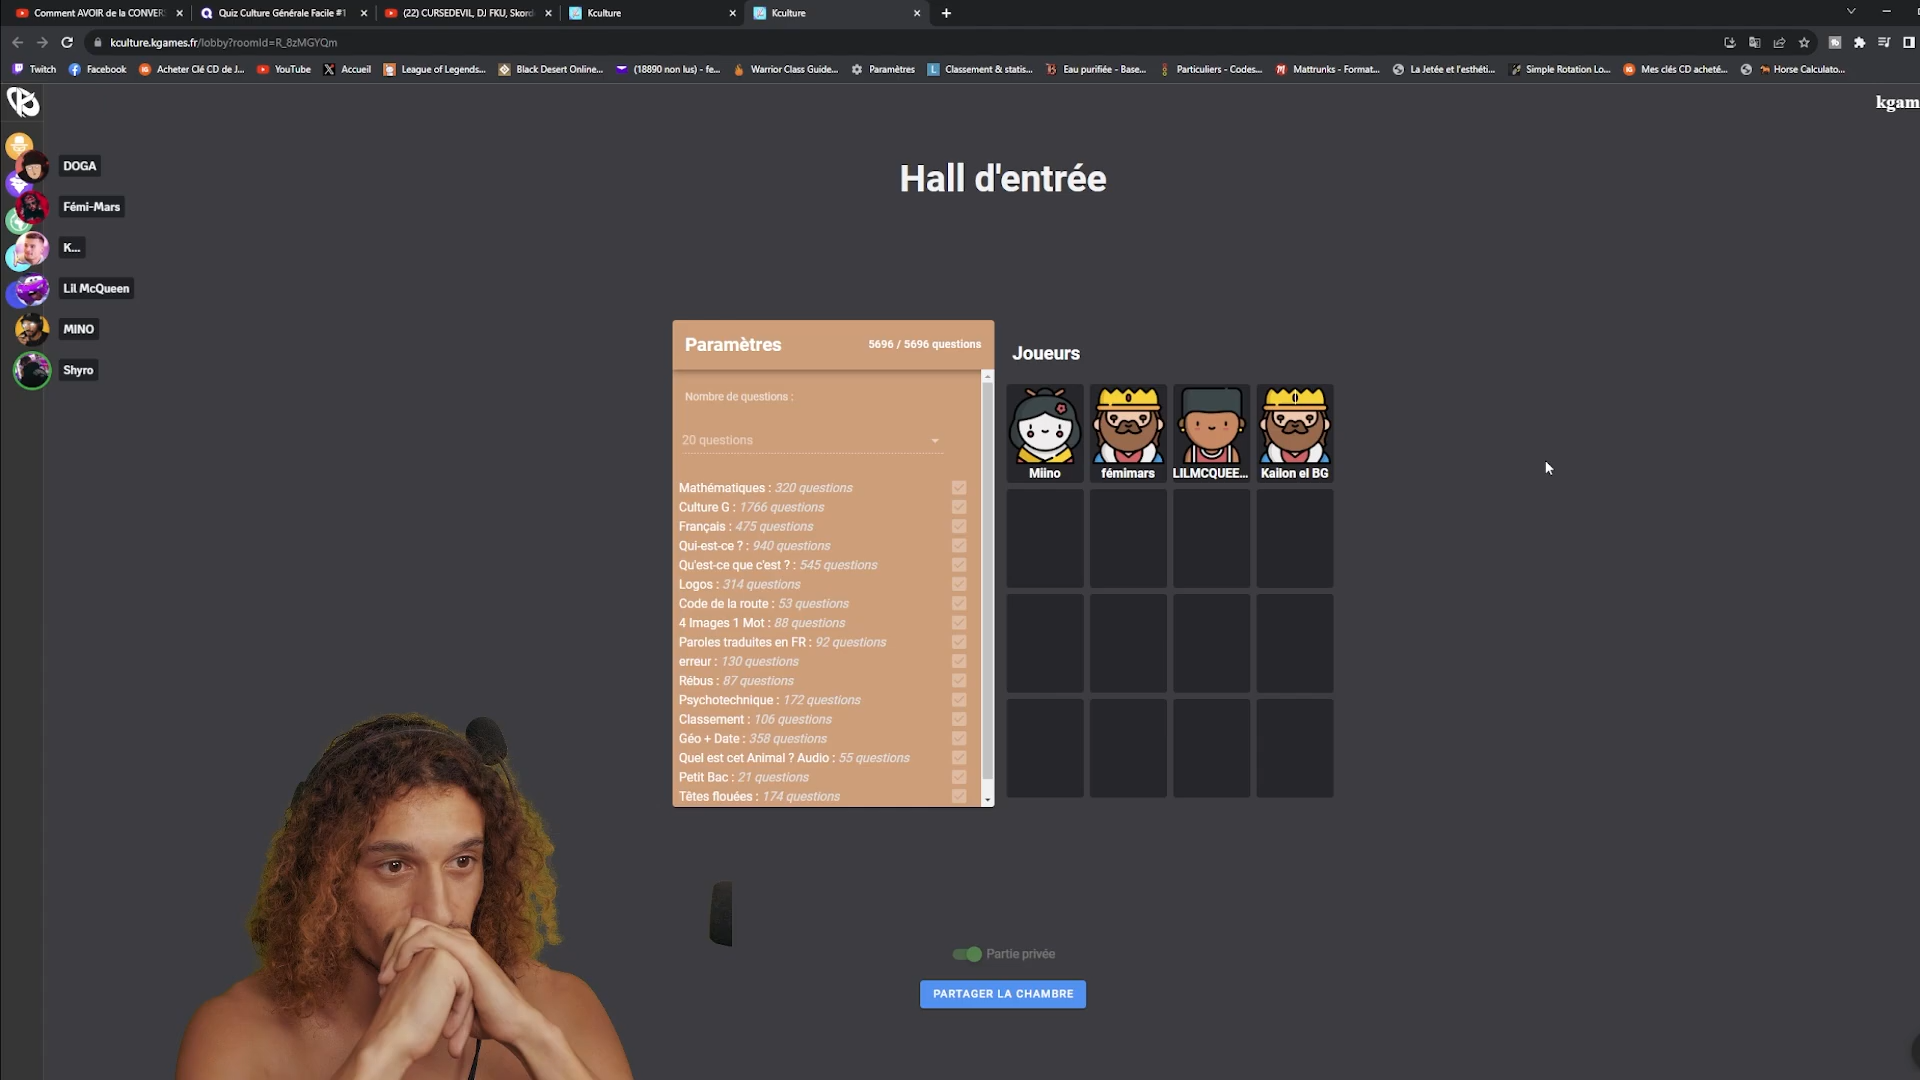 Comment AVOIR de la CONVER
Quiz Culture Générale Facile #1
(22) CURSEDEVIL, DJ FKU, Skord
Kculture
Kculture
kculture.kgames.fr/lobby?roomId=R_8zMGYQm
Twitch
Facebook
Acheter Clé CD de J...
YouTube
Accueil
League of Legends...
Black Desert Online...
(18890 non lus) - fe...
Warrior Class Guide...
Paramètres
Classement & statis...
Eau purifiée - Base...
Particuliers - Codes...
Mattrunks - Format...
La Jetée et l'esthéti...
Simple Rotation Lo...
Mes clés CD acheté...
Horse Calculato...
kgam
Hall d'entrée
DOGA
Fémi-Mars
K...
Lil McQueen
MINO
Shyro
Paramètres
5696 / 5696 questions
Nombre de questions :
20 questions
Mathématiques : 320 questions
Culture G : 1766 questions
Français : 475 questions
Qui-est-ce ? : 940 questions
Qu'est-ce que c'est ? : 545 questions
Logos : 314 questions
Code de la route : 53 questions
4 Images 1 Mot : 88 questions
Paroles traduites en FR : 92 questions
erreur : 130 questions
Rébus : 87 questions
Psychotechnique : 172 questions
Classement : 106 questions
Géo + Date : 358 questions
Quel est cet Animal ? Audio : 55 questions
Petit Bac : 21 questions
Têtes flouées : 174 questions
Joueurs
Miino
fémimars
LILMCQUEE...
Kailon el BG
Partie privée
PARTAGER LA CHAMBRE